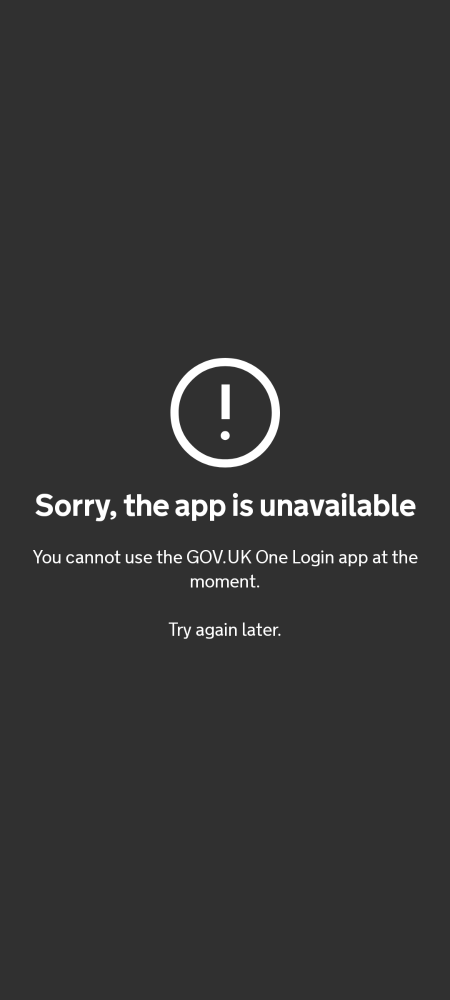 Sorry, the app is unavailable
You cannot use the GOV.UK One Login app at the
moment.
Try again later.